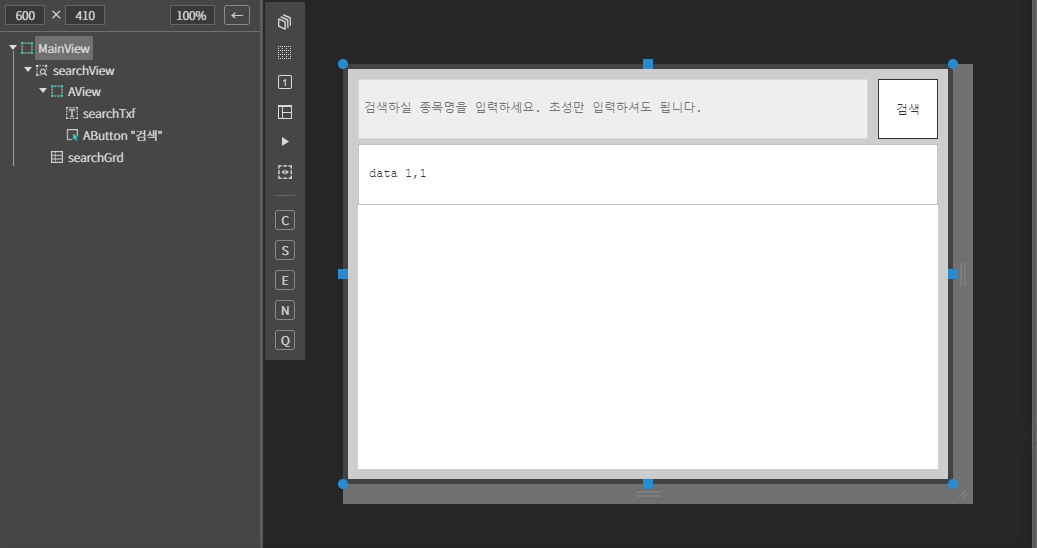 600 × 410 100% ←
MainView
searchView
AView
searchTxf
AButton "검색"
searchGrd
1
C
S
E
N
Q
검색하실 종목명을 입력하세요. 초성만 입력하셔도 됩니다.
검색
data 1,1